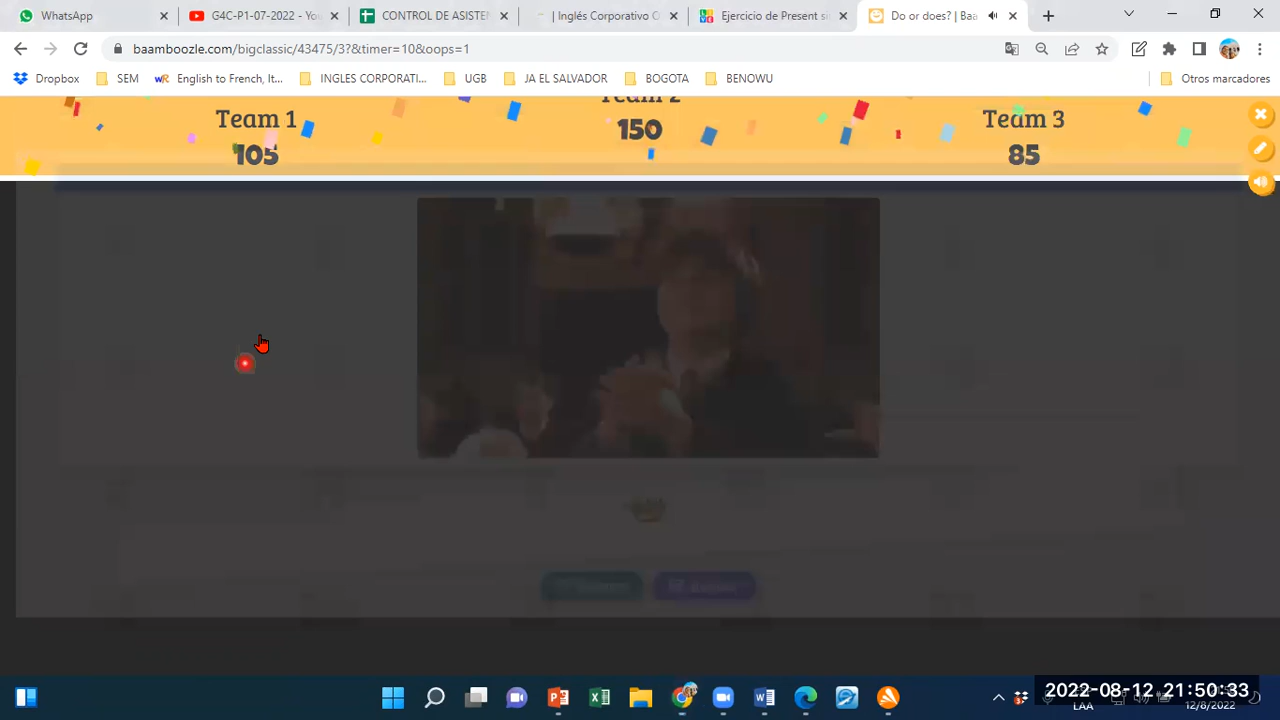 WhatsApp
G4C-P1-07-2022 - Yo
CONTROL DE ASISTEN
| Inglés Corporativo
Ejercicio de Present si
Do or does? | Baa
baamboozle.com/bigclassic/43475/3?&timer=10&oops=1
Dropbox
SEM
English to French, It...
INGLES CORPORATI...
UGB
JA EL SALVADOR
BOGOTA
BENOWU
Otros marcadores
Team 1
Team 2
Team 3
105
150
85
2022-08-12 21:50:33
LAA
12/8/2022